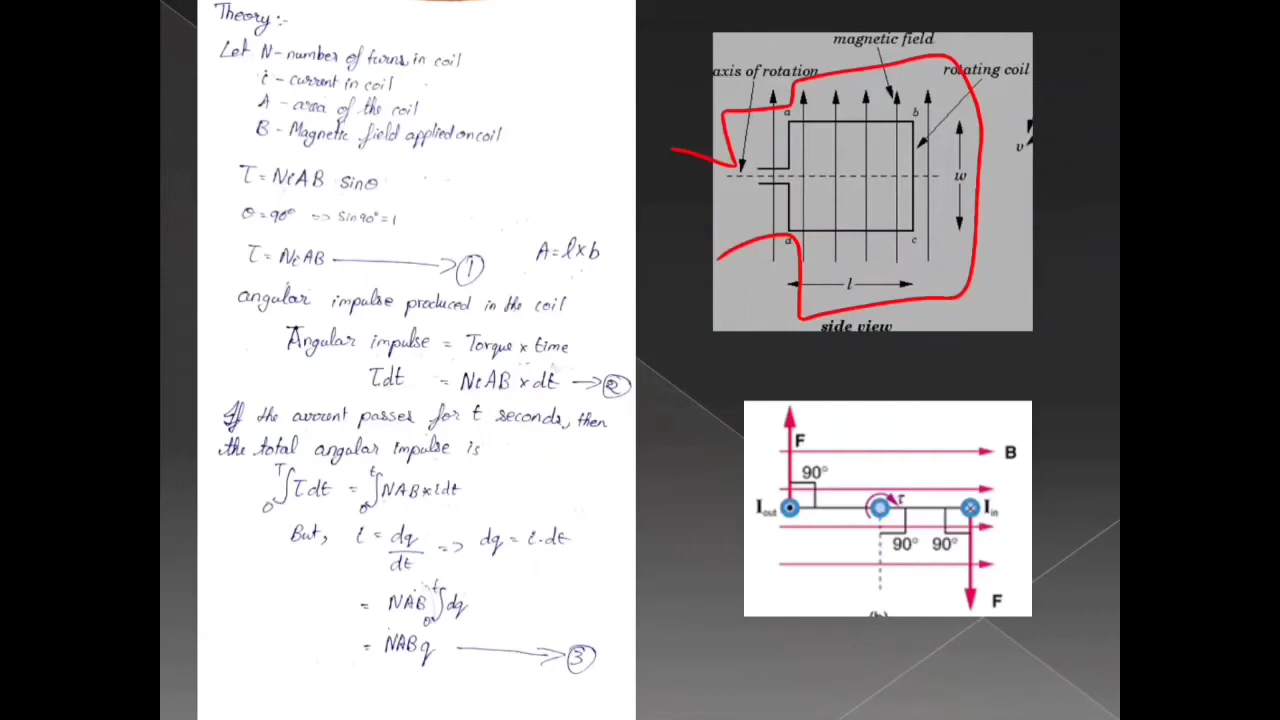 Theory :-
Let N - number of turns in coil
i - current in coil
A - area of the coil
B - Magnetic field applied on coil
τ = NiAB sinθ
θ = 90° => sin 90° = 1
τ = NiAB → ①
A = l × b
angular impulse produced in the coil
Angular impulse = Torque × time
τdt = NiAB × dt → ②
If the current passes for t seconds, then
the total angular impulse is
₀∫ᵀ τdt = ₀∫ᵗ NAB × idt
But, i = dq/dt => dq = i·dt
= NAB ₀∫ᵗ dq
= NABq → ③
magnetic field
axis of rotation
rotating coil
a
b
v
w
d
c
l
side view
F
B
90°
τ
I out
I in
90° 90°
F
(b)